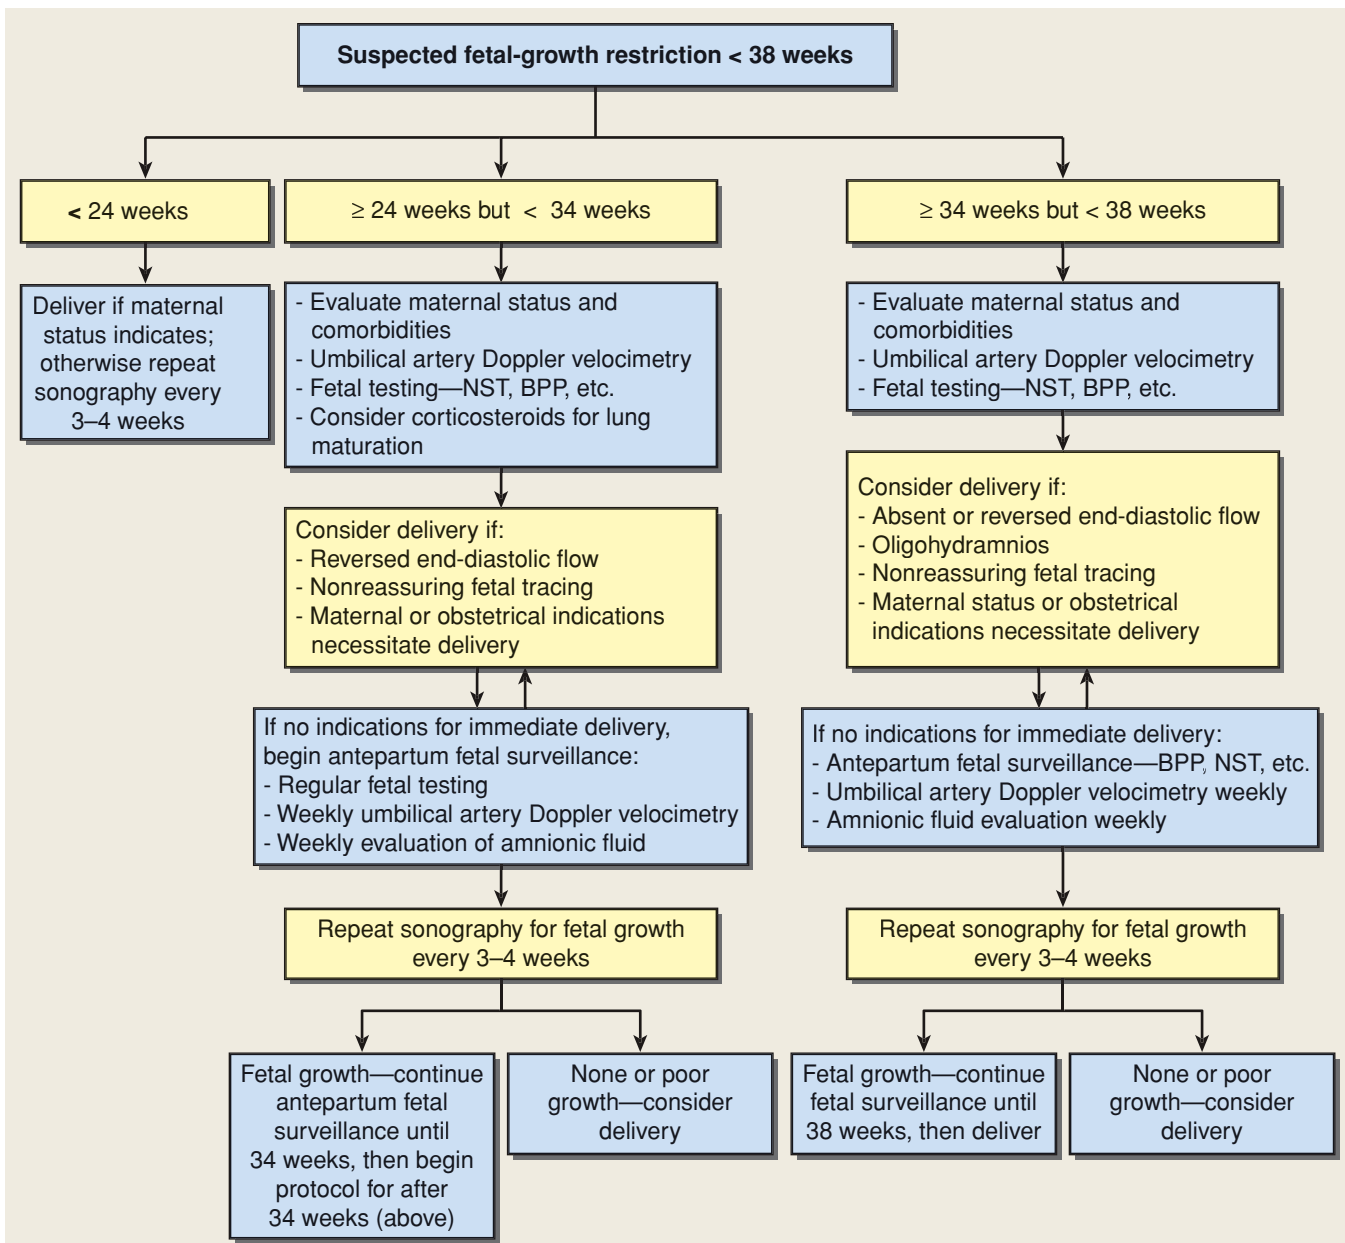 Suspected fetal-growth restriction < 38 weeks
< 24 weeks
≥ 24 weeks but < 34 weeks
≥ 34 weeks but < 38 weeks
Deliver if maternal
status indicates;
otherwise repeat
sonography every
3–4 weeks
- Evaluate maternal status and
comorbidities
- Umbilical artery Doppler velocimetry
- Fetal testing—NST, BPP, etc.
- Consider corticosteroids for lung
maturation
- Evaluate maternal status and
comorbidities
- Umbilical artery Doppler velocimetry
- Fetal testing—NST, BPP, etc.
Consider delivery if:
- Reversed end-diastolic flow
- Nonreassuring fetal tracing
- Maternal or obstetrical indications
necessitate delivery
Consider delivery if:
- Absent or reversed end-diastolic flow
- Oligohydramnios
- Nonreassuring fetal tracing
- Maternal status or obstetrical
indications necessitate delivery
If no indications for immediate delivery,
begin antepartum fetal surveillance:
- Regular fetal testing
- Weekly umbilical artery Doppler velocimetry
- Weekly evaluation of amnionic fluid
If no indications for immediate delivery:
- Antepartum fetal surveillance—BPP, NST, etc.
- Umbilical artery Doppler velocimetry weekly
- Amnionic fluid evaluation weekly
Repeat sonography for fetal growth
every 3–4 weeks
Repeat sonography for fetal growth
every 3–4 weeks
Fetal growth—continue
antepartum fetal
surveillance until
34 weeks, then begin
protocol for after
34 weeks (above)
None or poor
growth—consider
delivery
Fetal growth—continue
fetal surveillance until
38 weeks, then deliver
None or poor
growth—consider
delivery